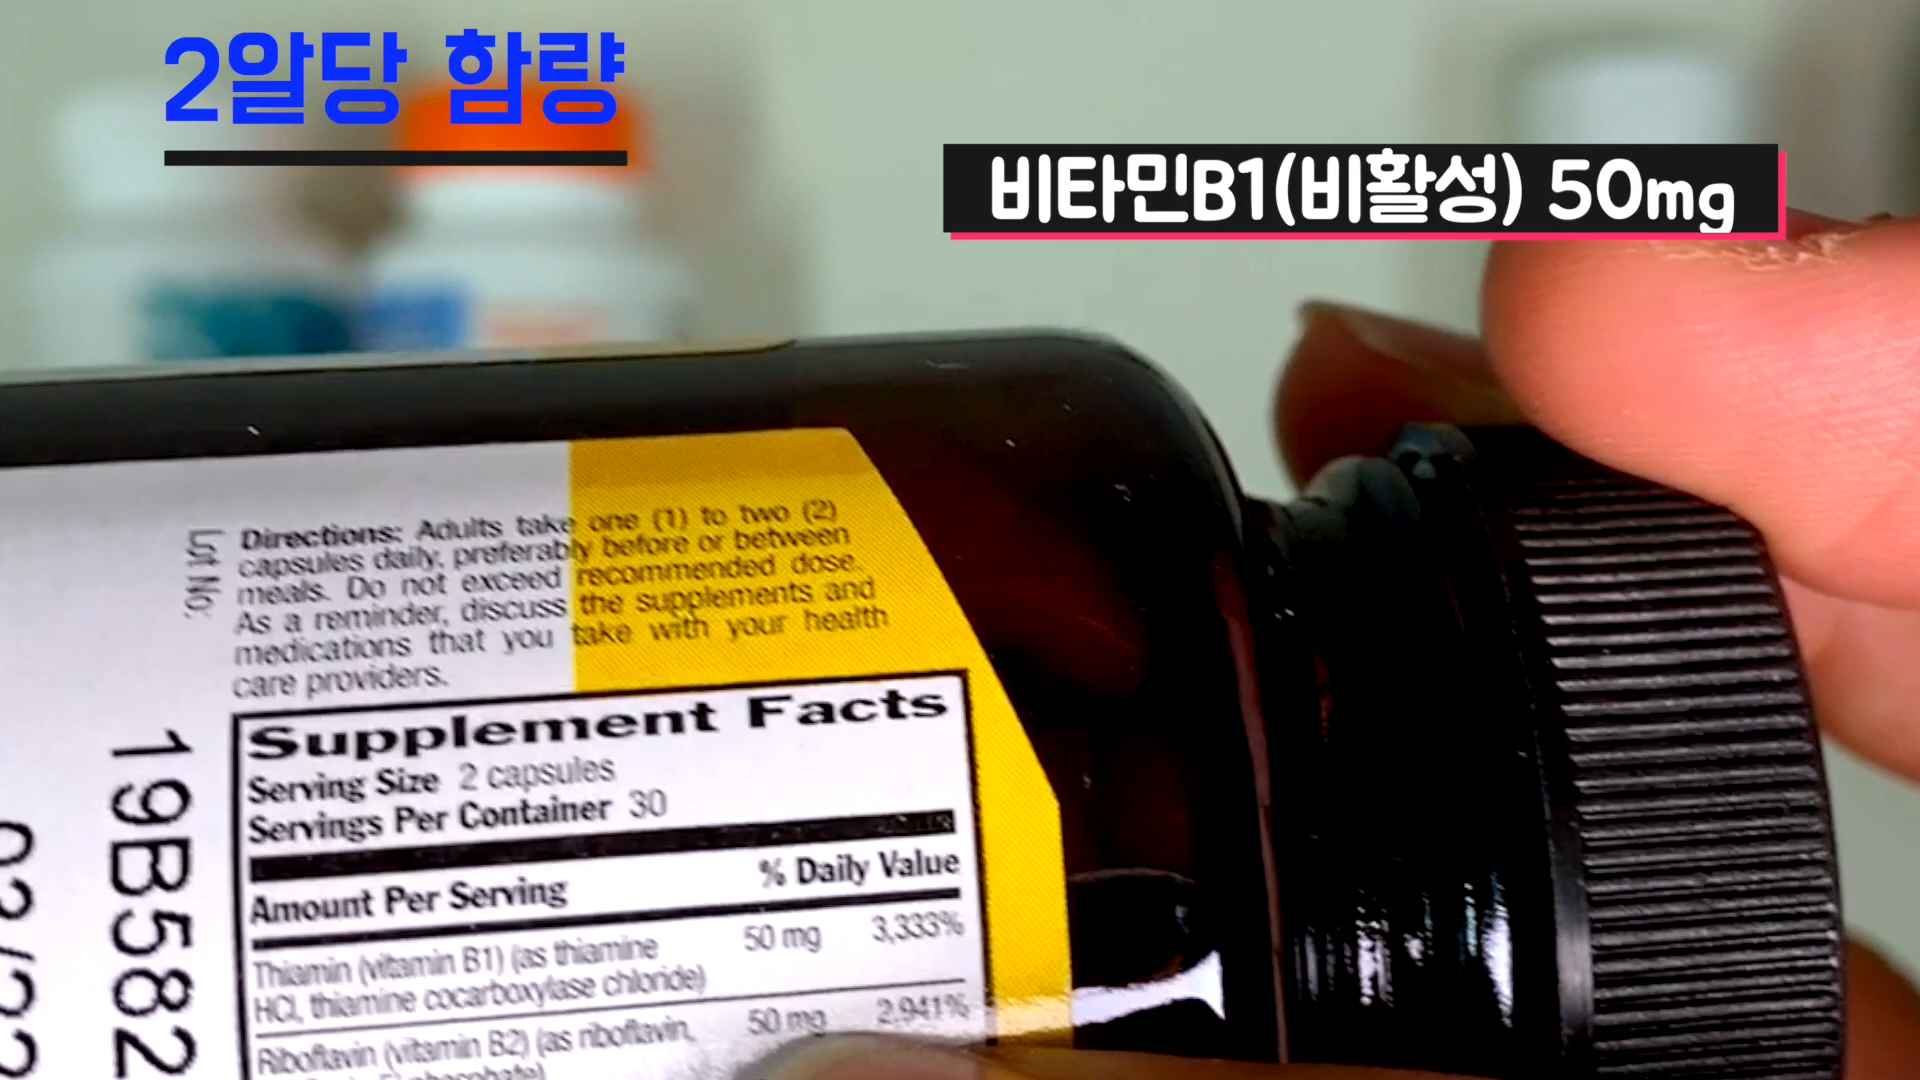 2알당 함량
비타민B1(비활성) 50mg
Lot No:
Directions: Adults take one (1) to two (2)
capsules daily, preferably before or between
meals. Do not exceed recommended dose.
As a reminder, discuss the supplements and
medications that you take with your health
care providers.
19B582
Supplement Facts
Serving Size 2 capsules
Servings Per Container 30
% Daily Value
Amount Per Serving
Thiamin (vitamin B1) (as thiamine 50 mg 3,333%
HCl, thiamine cocarboxylase chloride)
Riboflavin (vitamin B2) (as riboflavin, 50 mg 2,941%